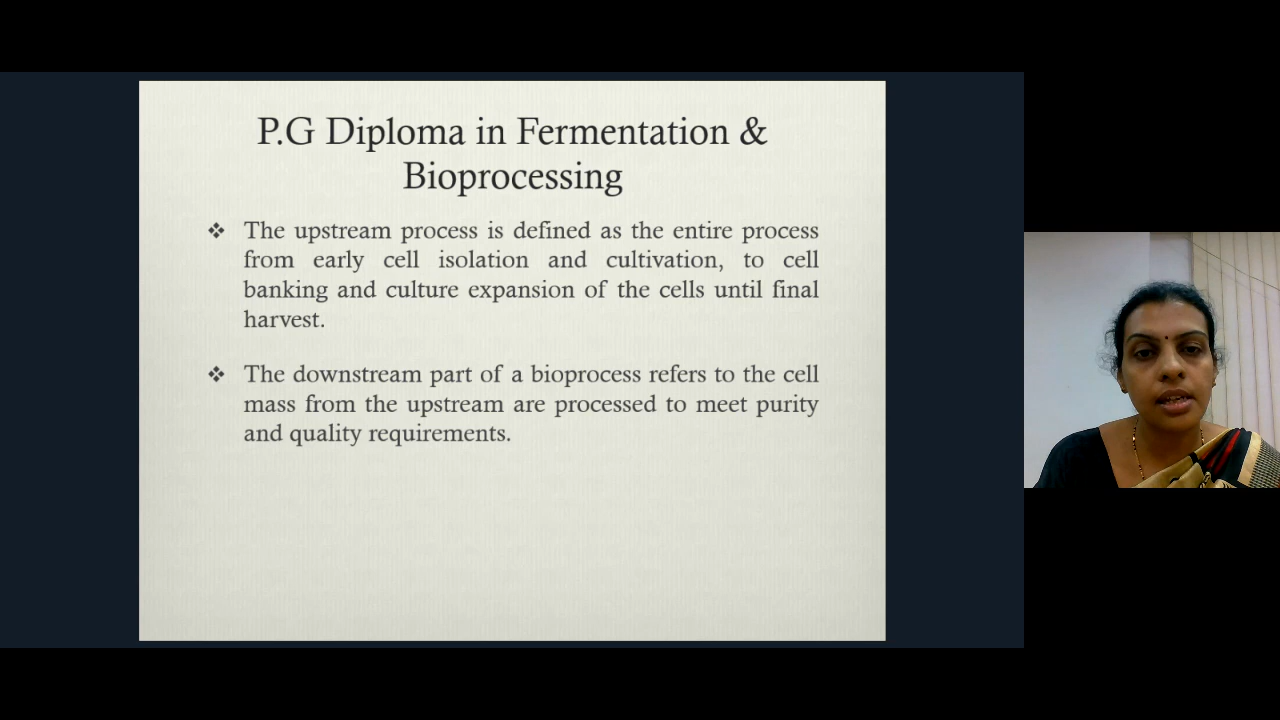 P.G Diploma in Fermentation &
Bioprocessing
❖ The upstream process is defined as the entire process
from early cell isolation and cultivation, to cell
banking and culture expansion of the cells until final
harvest.
❖ The downstream part of a bioprocess refers to the cell
mass from the upstream are processed to meet purity
and quality requirements.